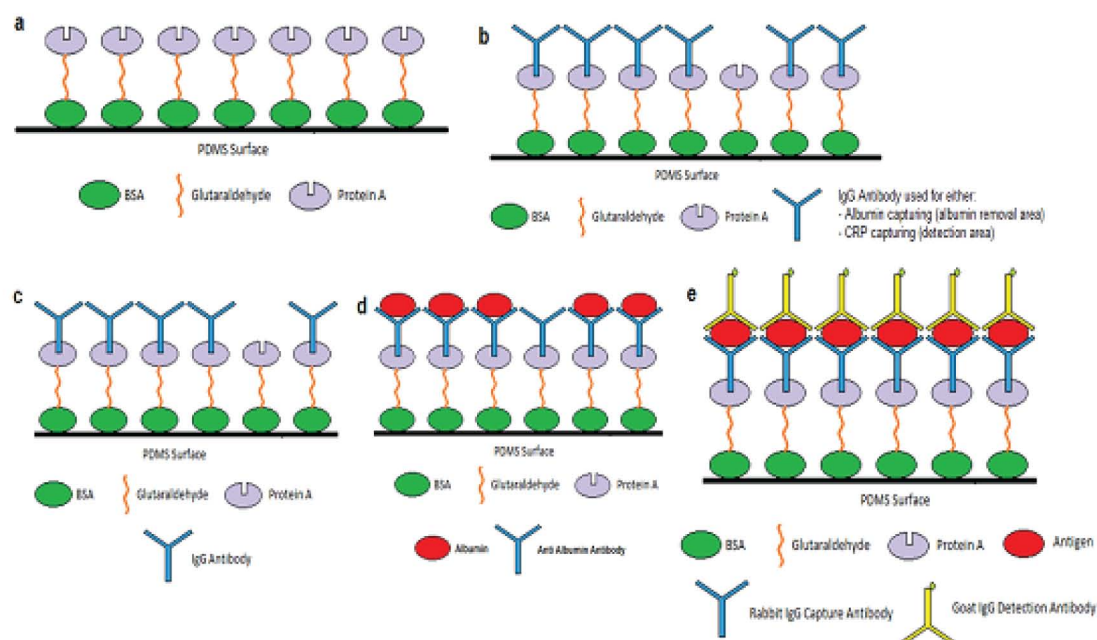 a
PDMS Surface
BSA
Glutaraldehyde
Protein A
b
PDMS Surface
BSA
Glutaraldehyde
Protein A
IgG Antibody used for either:
- Albumin capturing (albumin removal area)
- CRP capturing (detection area)
c
PDMS Surface
BSA
Glutaraldehyde
Protein A
IgG Antibody
d
PDMS Surface
BSA
Glutaraldehyde
Protein A
Albumin
Anti Albumin Antibody
e
PDMS Surface
BSA
Glutaraldehyde
Protein A
Antigen
Rabbit IgG Capture Antibody
Goat IgG Detection Antibody